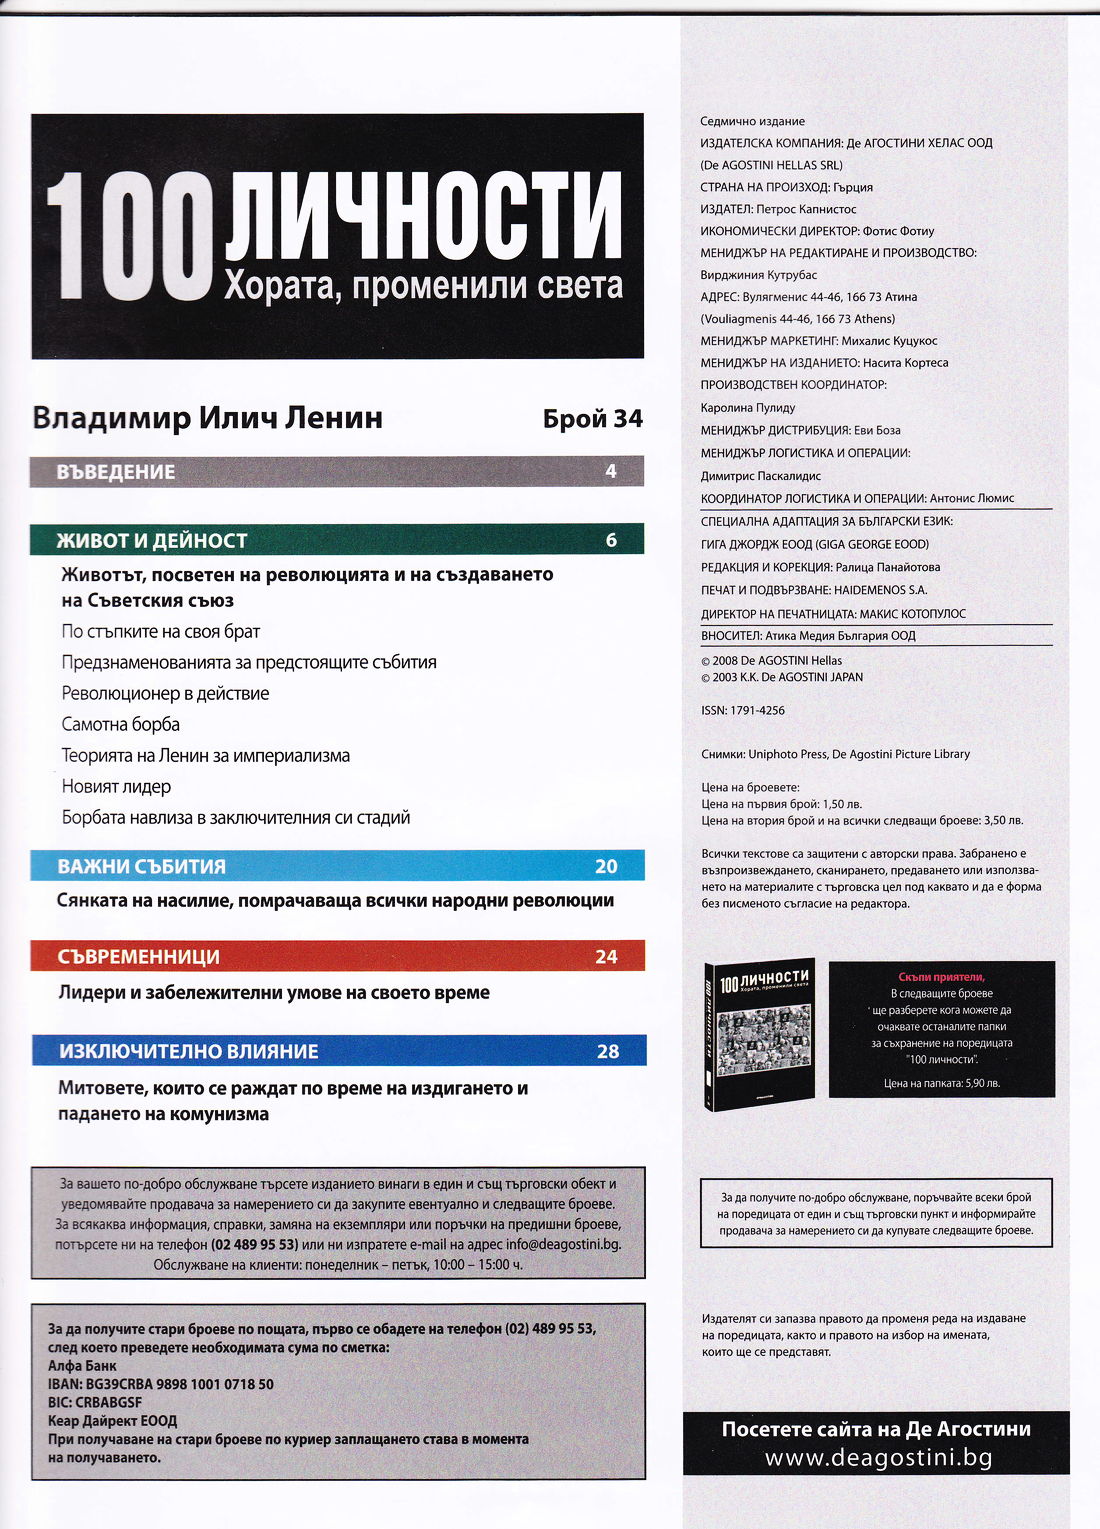 100 ЛИЧНОСТИ
Хората, променили света
Владимир Илич Ленин Брой 34
ВЪВЕДЕНИЕ 4
ЖИВОТ И ДЕЙНОСТ 6
Животът, посветен на революцията и на създаването
на Съветския съюз
По стъпките на своя брат
Предзнаменованията за предстоящите събития
Революционер в действие
Самотна борба
Теорията на Ленин за империализма
Новият лидер
Борбата навлиза в заключителния си стадий
ВАЖНИ СЪБИТИЯ 20
Сянката на насилие, помрачаваща всички народни революции
СЪВРЕМЕННИЦИ 24
Лидери и забележителни умове на своето време
ИЗКЛЮЧИТЕЛНО ВЛИЯНИЕ 28
Митовете, които се раждат по време на издигането и
падането на комунизма
За вашето по-добро обслужване търсете изданието винаги в един и същ търговски обект и
уведомявайте продавача за намерението си да закупите евентуално и следващите броеве.
За всякаква информация, справки, замяна на екземпляри или поръчки на предишни броеве,
потърсете ни на телефон (02 489 95 53) или ни изпратете e-mail на адрес info@deagostini.bg.
Обслужване на клиенти: понеделник – петък, 10:00 – 15:00 ч.
За да получите стари броеве по пощата, първо се обадете на телефон (02) 489 95 53,
след което преведете необходимата сума по сметка:
Алфа Банк
IBAN: BG39CRBA 9898 1001 0718 50
BIC: CRBABGSF
Кеар Дайрект ЕООД
При получаване на стари броеве по куриер заплащането става в момента
на получаването.
Седмично издание
ИЗДАТЕЛСКА КОМПАНИЯ: Де АГОСТИНИ ХЕЛАС ООД
(De AGOSTINI HELLAS SRL)
СТРАНА НА ПРОИЗХОД: Гърция
ИЗДАТЕЛ: Петрос Капнистос
ИКОНОМИЧЕСКИ ДИРЕКТОР: Фотис Фотиу
МЕНИДЖЪР НА РЕДАКТИРАНЕ И ПРОИЗВОДСТВО:
Вирджиния Кутрубас
АДРЕС: Вулягменис 44-46, 166 73 Атина
(Vouliagmenis 44-46, 166 73 Athens)
МЕНИДЖЪР МАРКЕТИНГ: Михалис Куцукос
МЕНИДЖЪР НА ИЗДАНИЕТО: Насита Кортеса
ПРОИЗВОДСТВЕН КООРДИНАТОР:
Каролина Пулиду
МЕНИДЖЪР ДИСТРИБУЦИЯ: Еви Боза
МЕНИДЖЪР ЛОГИСТИКА И ОПЕРАЦИИ:
Димитрис Паскалидис
КООРДИНАТОР ЛОГИСТИКА И ОПЕРАЦИИ: Антонис Люмис
СПЕЦИАЛНА АДАПТАЦИЯ ЗА БЪЛГАРСКИ ЕЗИК:
ГИГА ДЖОРДЖ ЕООД (GIGA GEORGE EOOD)
РЕДАКЦИЯ И КОРЕКЦИЯ: Ралица Панайотова
ПЕЧАТ И ПОДВЪРЗВАНЕ: HAIDEMENOS S.A.
ДИРЕКТОР НА ПЕЧАТНИЦАТА: МАКИС КОТОПУЛОС
ВНОСИТЕЛ: Атика Медия България ООД
© 2008 De AGOSTINI Hellas
© 2003 K.K. De AGOSTINI JAPAN
ISSN: 1791-4256
Снимки: Uniphoto Press, De Agostini Picture Library
Цена на броевете:
Цена на първия брой: 1,50 лв.
Цена на втория брой и на всички следващи броеве: 3,50 лв.
Всички текстове са защитени с авторски права. Забранено е
възпроизвеждането, сканирането, предаването или използва-
нето на материалите с търговска цел под каквато и да е форма
без писменото съгласие на редактора.
100 ЛИЧНОСТИ
100 ЛИЧНОСТИ
Хората, променили света
Скъпи приятели,
В следващите броеве
ще разберете кога можете да
очаквате останалите папки
за съхранение на поредицата
"100 личности".
Цена на папката: 5,90 лв.
За да получите по-добро обслужване, поръчвайте всеки брой
на поредицата от един и същ търговски пункт и информирайте
продавача за намерението си да купувате следващите броеве.
Издателят си запазва правото да променя реда на издаване
на поредицата, както и правото на избор на имената,
които ще се представят.
Посетете сайта на Де Агостини
www.deagostini.bg